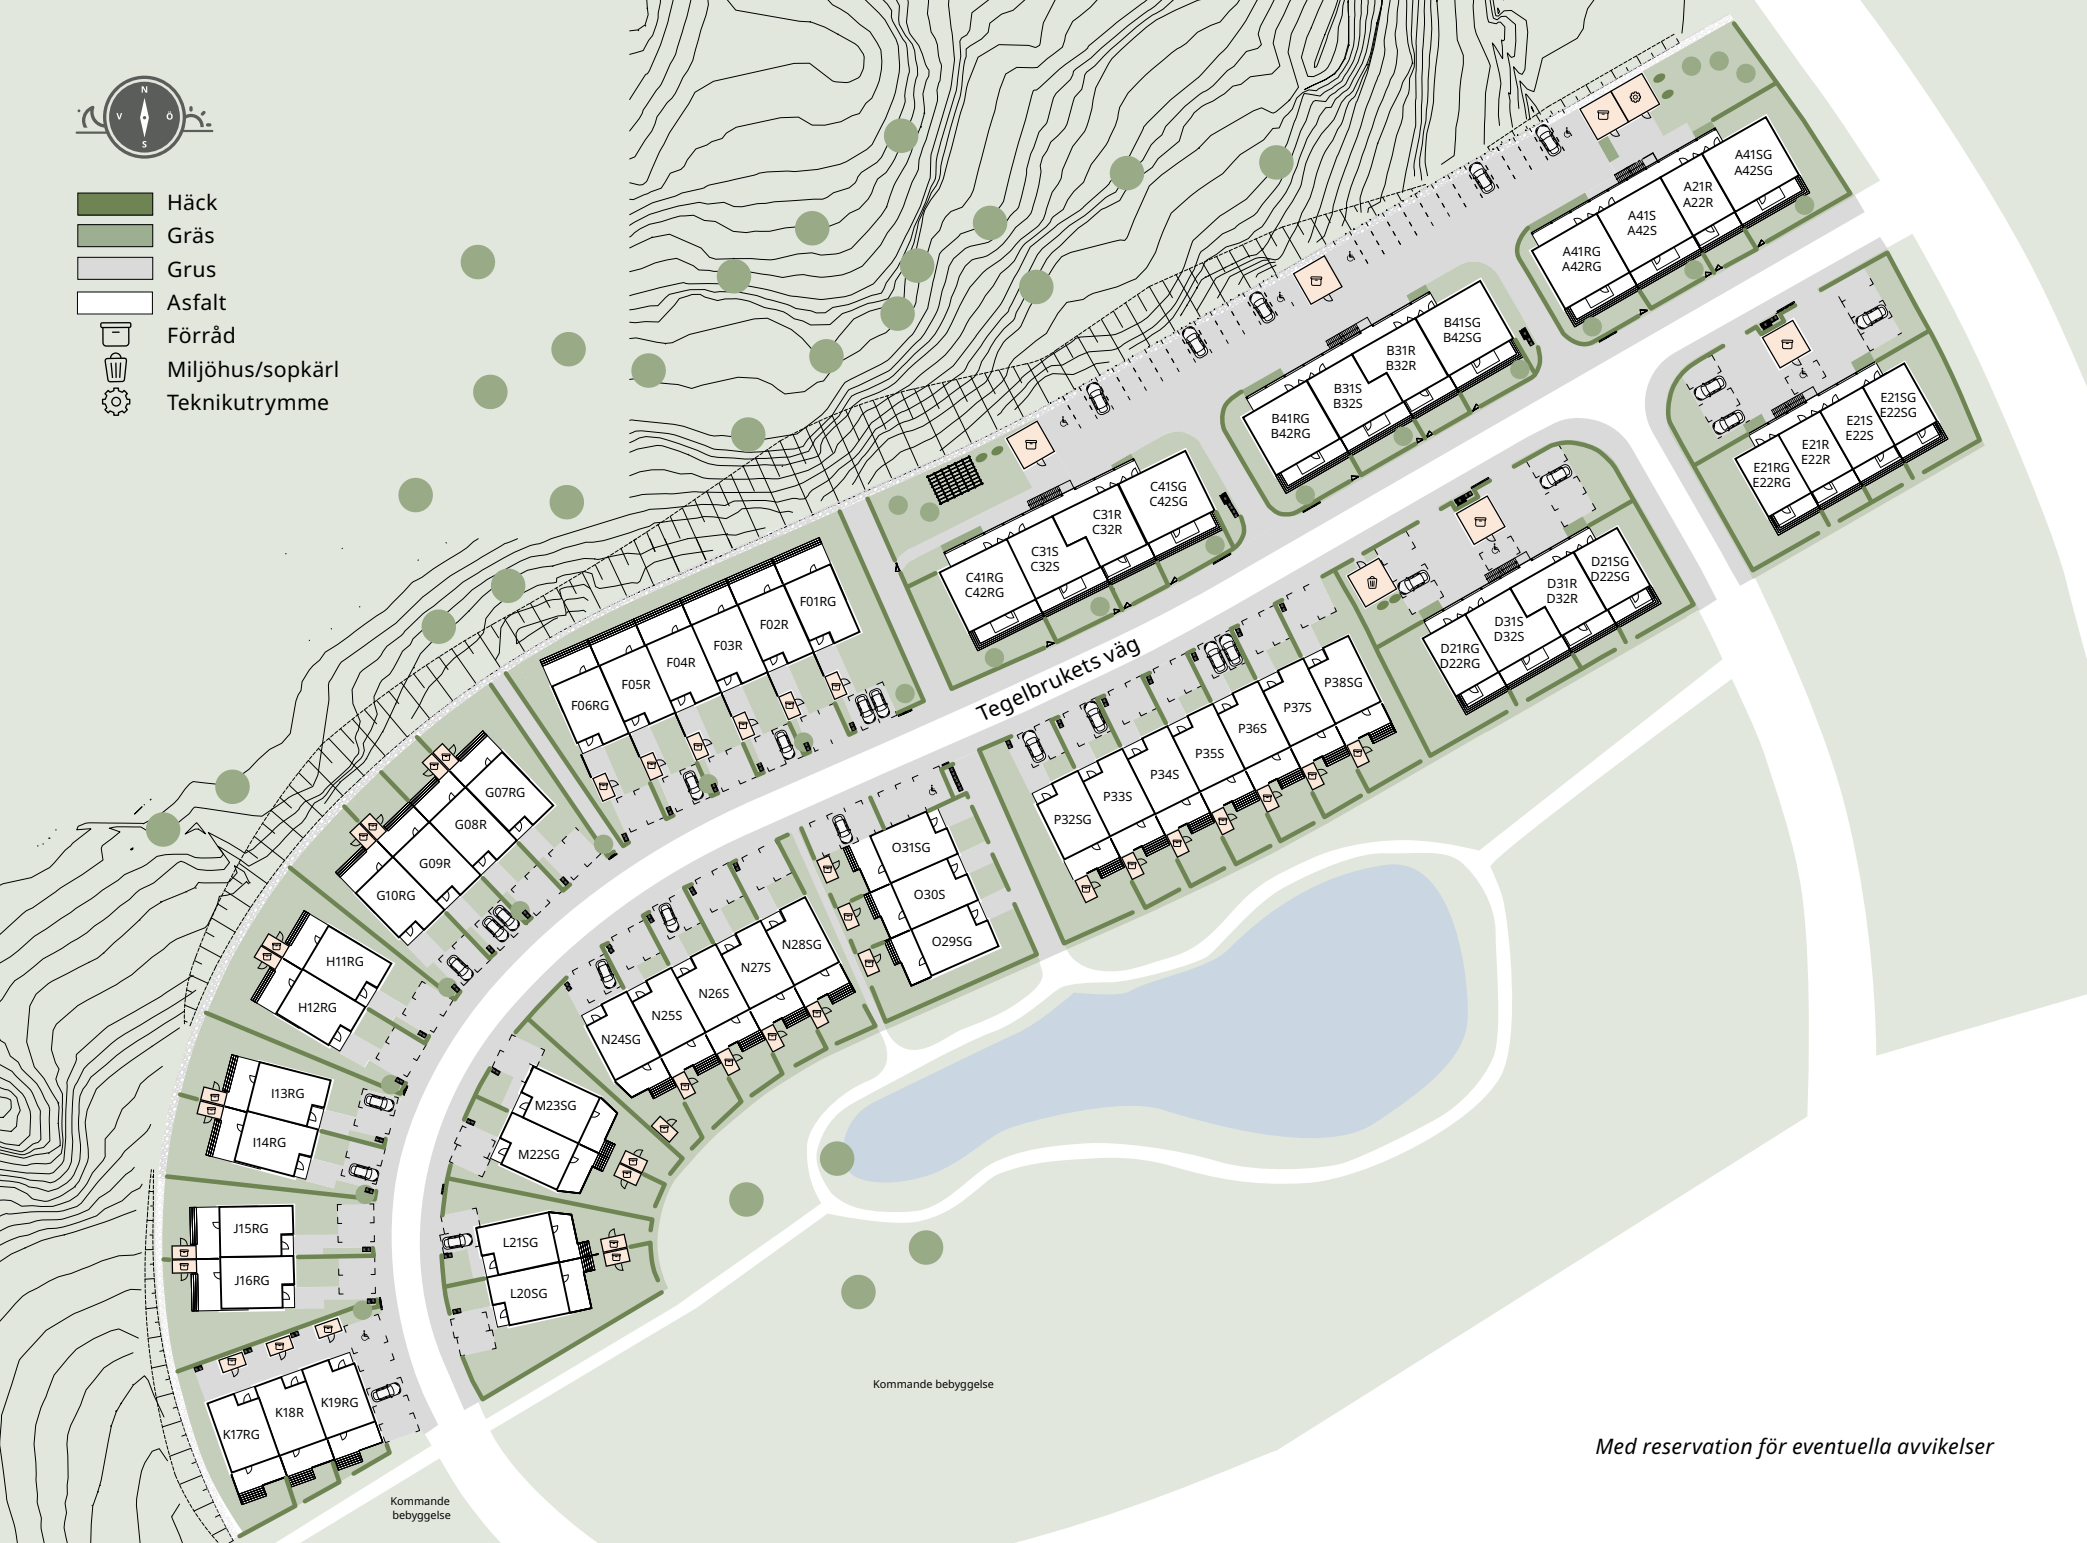 N
V
Ö
S
Häck
Gräs
Grus
Asfalt
Förråd
Miljöhus/sopkärl
Teknikutrymme
A41SG
A42SG
A21R
A22R
A41S
A42S
A41RG
A42RG
B41SG
B42SG
B31R
B32R
B31S
B32S
B41RG
B42RG
E21SG
E22SG
E21S
E22S
E21R
E22R
E21RG
E22RG
C41SG
C42SG
C31R
C32R
C31S
C32S
C41RG
C42RG
D21SG
D22SG
D31R
D32R
D31S
D32S
D21RG
D22RG
F01RG
F02R
F03R
F04R
F05R
F06RG
Tegelbrukets väg
P38SG
P37S
P36S
P35S
P34S
P33S
P32SG
G07RG
G08R
G09R
G10RG
O31SG
O30S
O29SG
H11RG
H12RG
N28SG
N27S
N26S
N25S
N24SG
I13RG
I14RG
M23SG
M22SG
J15RG
J16RG
L21SG
L20SG
K19RG
K18R
K17RG
Kommande bebyggelse
Kommande
bebyggelse
Med reservation för eventuella avvikelser